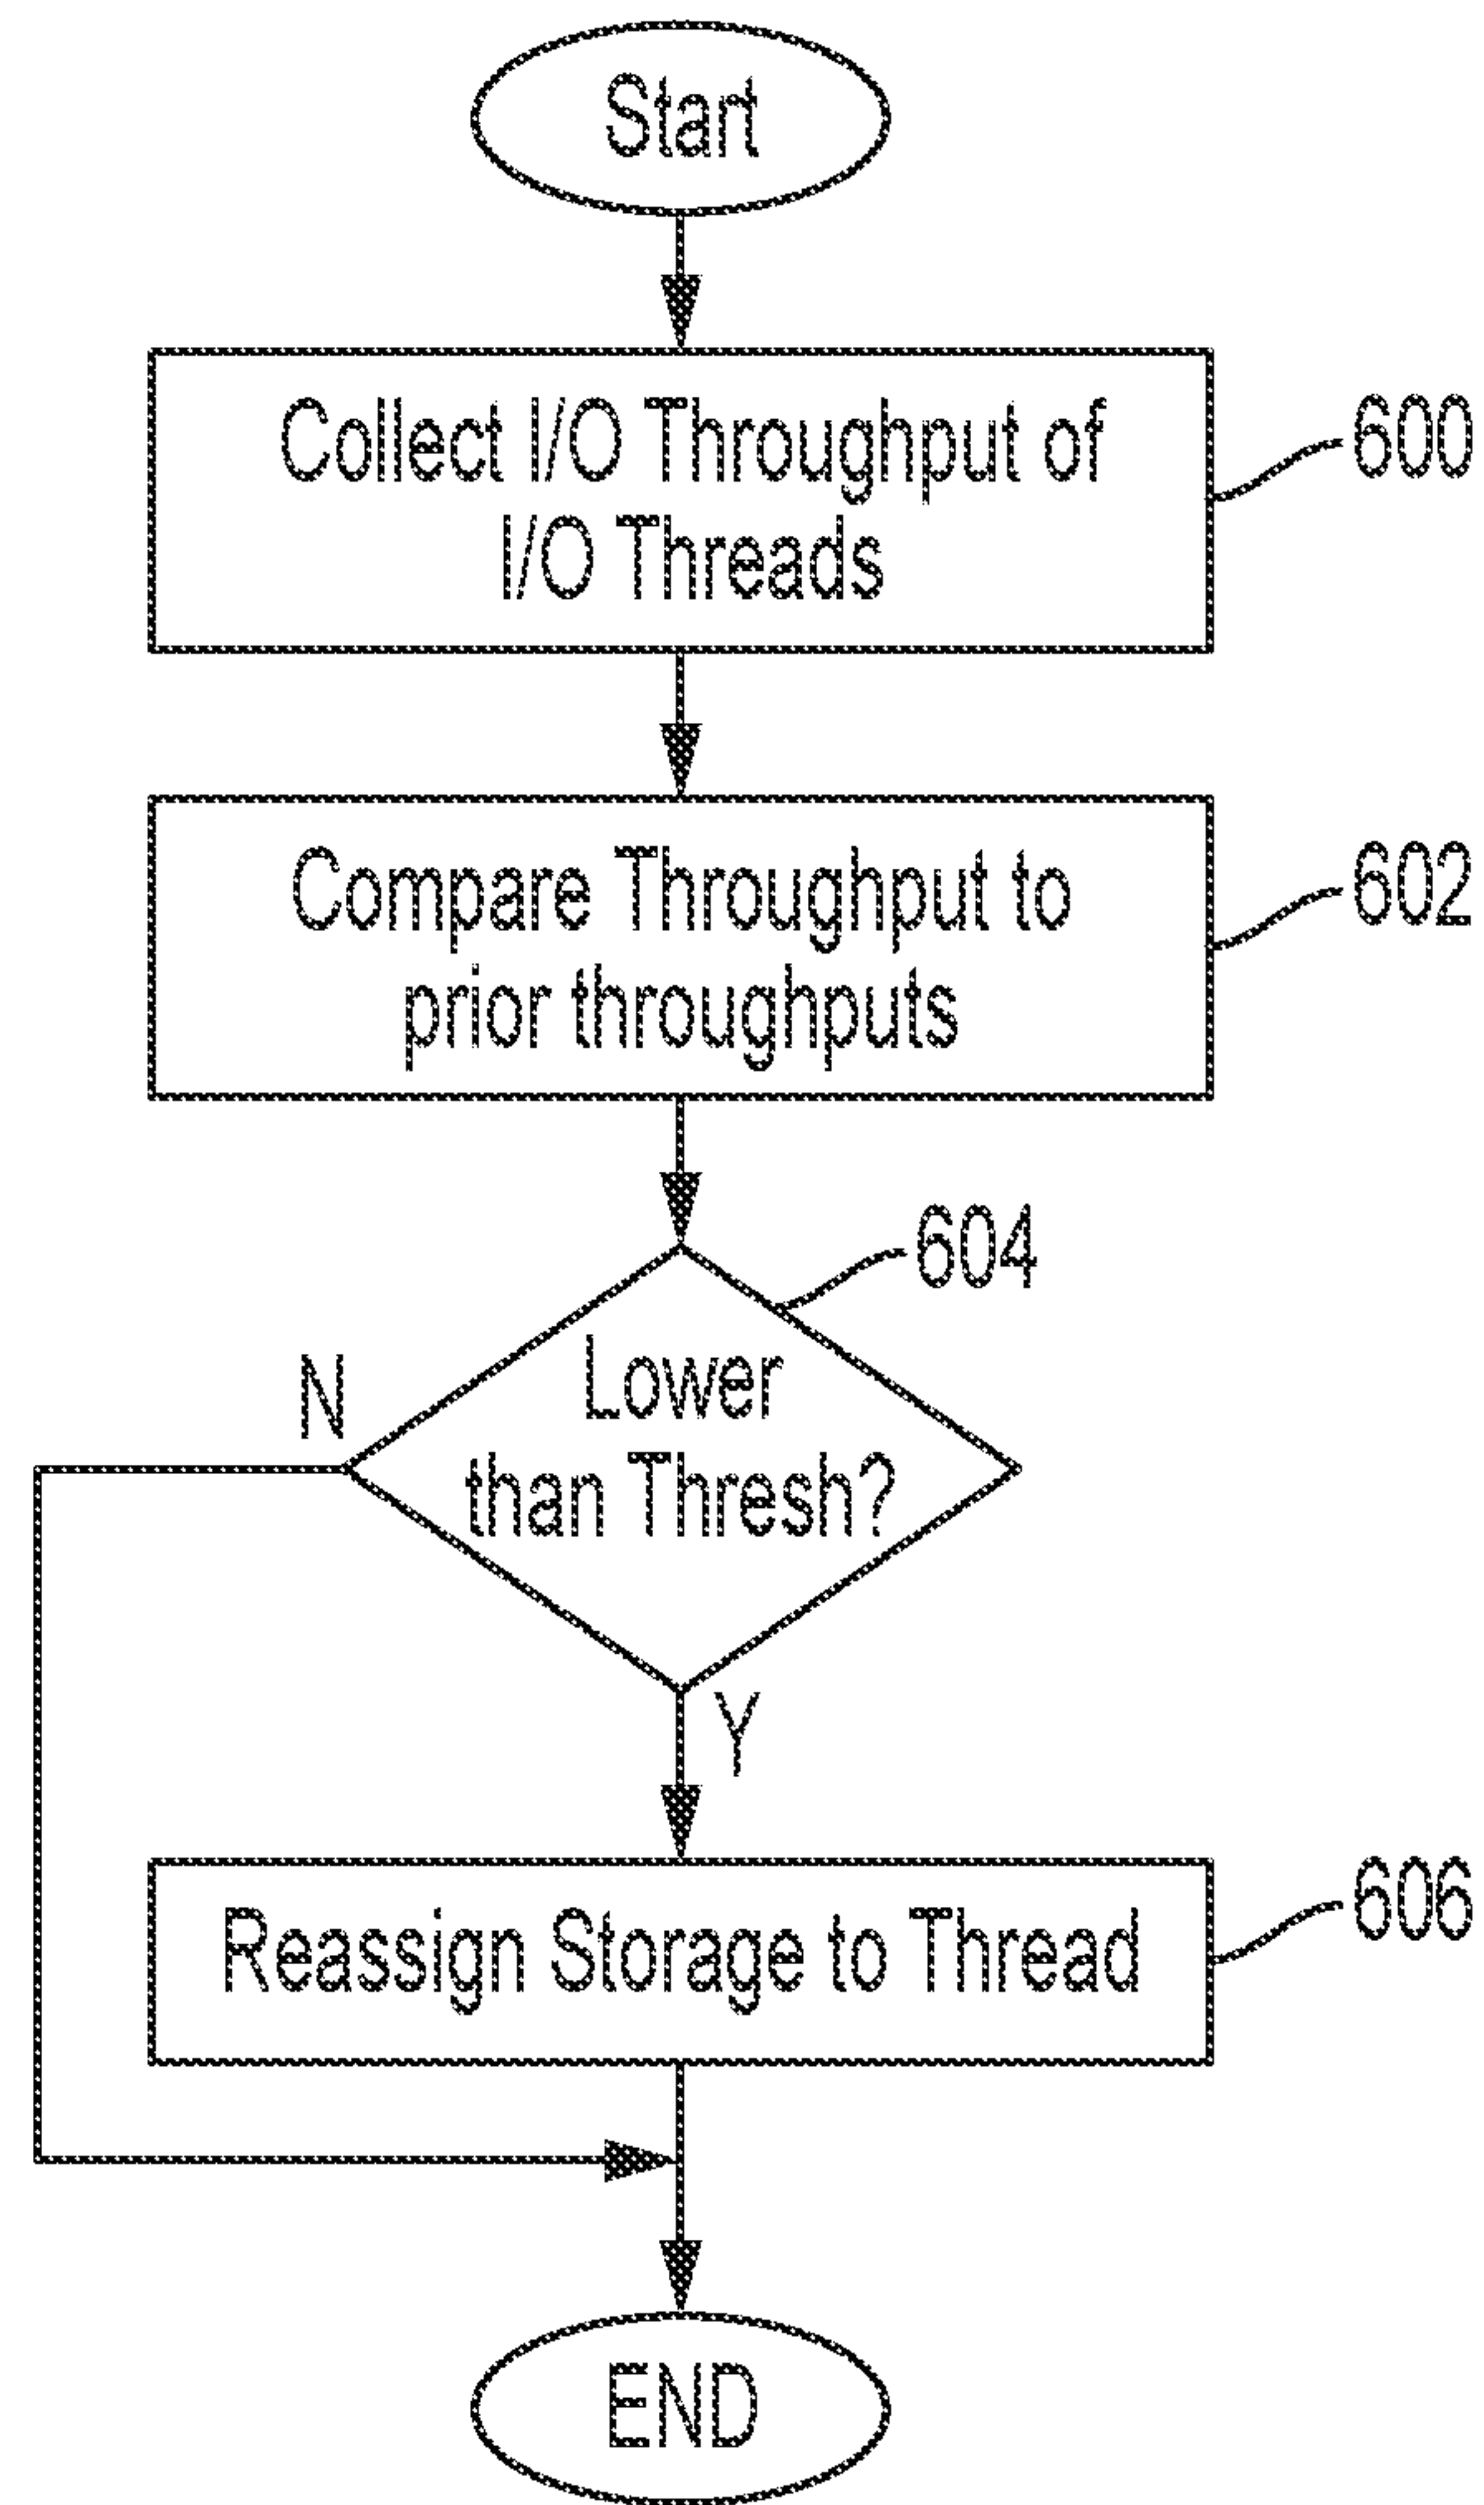 Start
Collect I/O Throughput of
I/O Threads
600
Compare Throughput to
prior throughputs
602
604
Lower
than Thresh?
N
Y
Reassign Storage to Thread
606
END